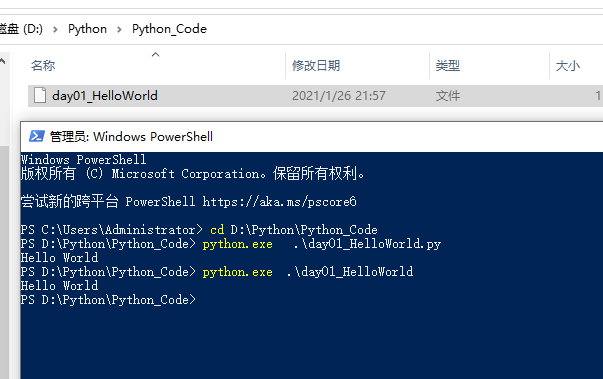 磁盘 (D:) > Python > Python_Code
名称 修改日期 类型 大小
day01_HelloWorld 2021/1/26 21:57 文件 1
管理员: Windows PowerShell
Windows PowerShell
版权所有 (C) Microsoft Corporation。保留所有权利。
尝试新的跨平台 PowerShell https://aka.ms/pscore6
PS C:\Users\Administrator> cd D:\Python\Python_Code
PS D:\Python\Python_Code> python.exe .\day01_HelloWorld.py
Hello World
PS D:\Python\Python_Code> python.exe .\day01_HelloWorld
Hello World
PS D:\Python\Python_Code>